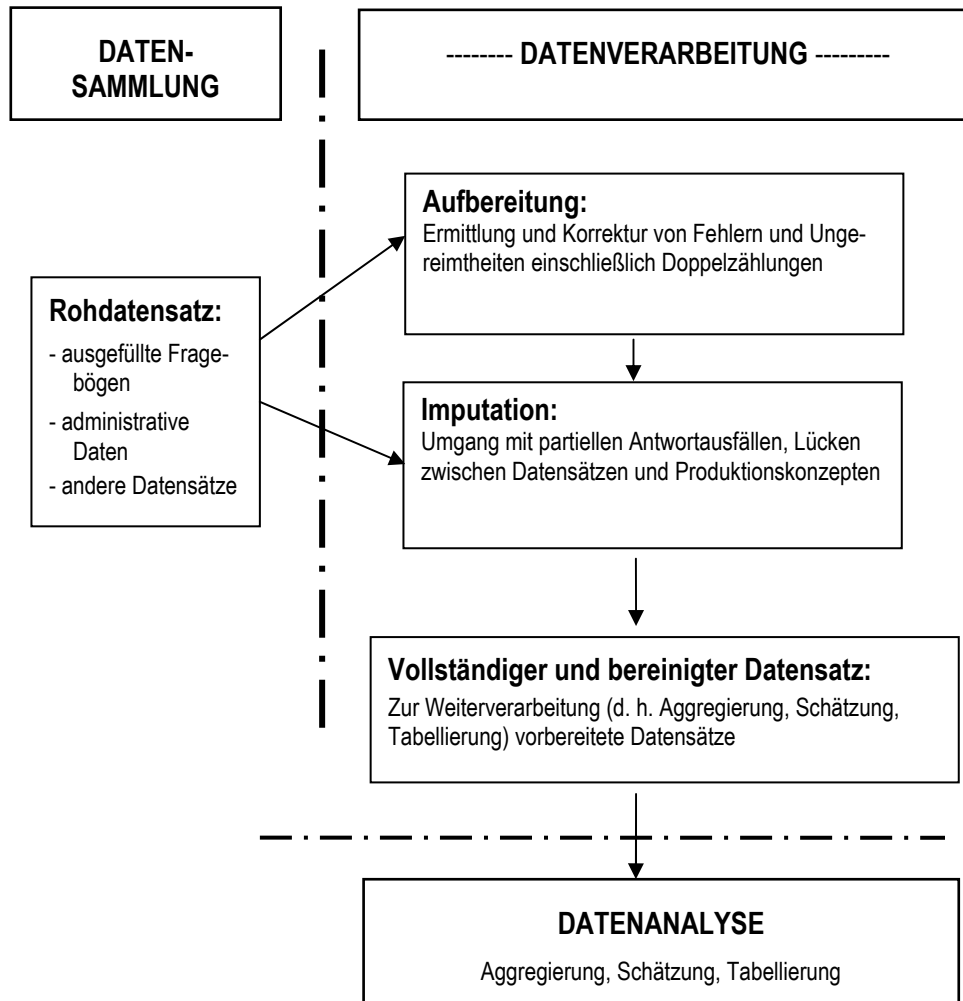 DATEN-
SAMMLUNG
-------- DATENVERARBEITUNG ---------
Aufbereitung:
Ermittlung und Korrektur von Fehlern und Unge-
reimtheiten einschließlich Doppelzählungen
Rohdatensatz:
- ausgefüllte Frage-
bögen
- administrative
Daten
- andere Datensätze
Imputation:
Umgang mit partiellen Antwortausfällen, Lücken
zwischen Datensätzen und Produktionskonzepten
Vollständiger und bereinigter Datensatz:
Zur Weiterverarbeitung (d. h. Aggregierung, Schätzung,
Tabellierung) vorbereitete Datensätze
DATENANALYSE
Aggregierung, Schätzung, Tabellierung